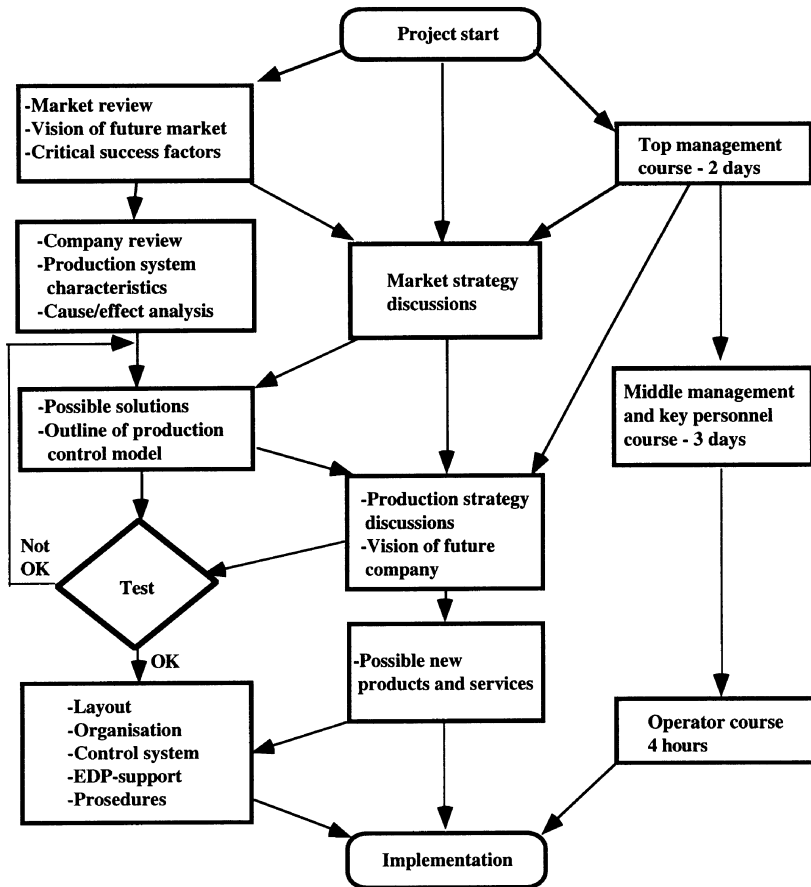 Project start
-Market review
-Vision of future market
-Critical success factors
Top management
course - 2 days
-Company review
-Production system
characteristics
-Cause/effect analysis
Market strategy
discussions
-Possible solutions
-Outline of production
control model
Middle management
and key personnel
course - 3 days
-Production strategy
discussions
-Vision of future
company
Not
OK
Test
OK
-Possible new
products and services
-Layout
-Organisation
-Control system
-EDP-support
-Prosedures
Operator course
4 hours
Implementation